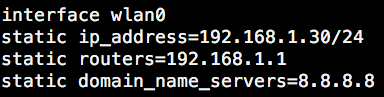 interface wlan0
static ip_address=192.168.1.30/24
static routers=192.168.1.1
static domain_name_servers=8.8.8.8